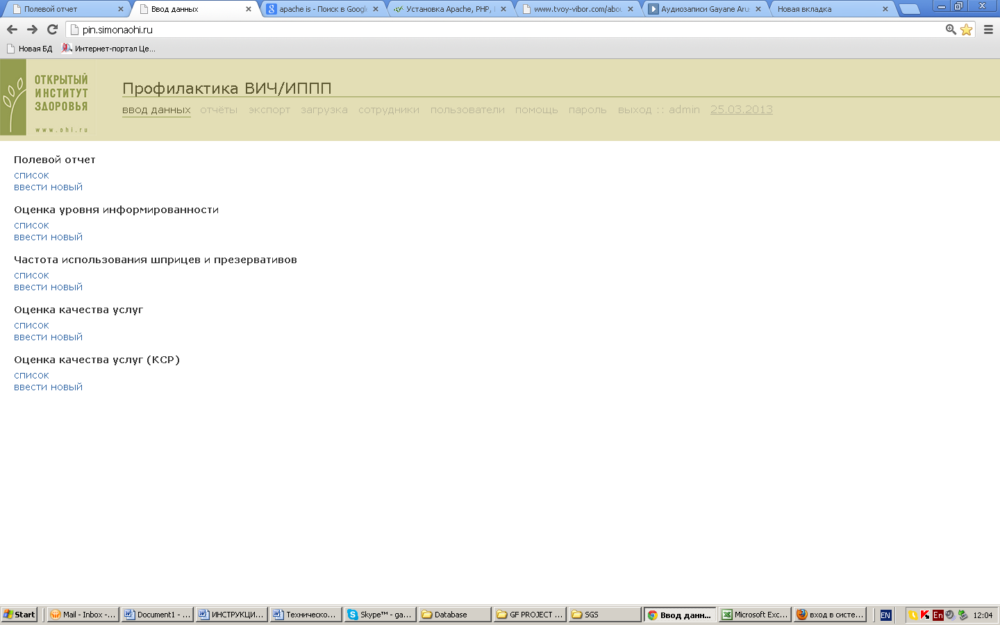 Полевой отчет
Ввод данных
apache is - Поиск в Google
Установка Apache, PHP,
www.tvoy-vibor.com/abou
Аудиозаписи Gayane Aru
Новая вкладка
pin.simonaohi.ru
Новая БД
Интернет-портал Це...
ОТКРЫТЫЙ
ИНСТИТУТ
ЗДОРОВЬЯ
www.ohi.ru
Профилактика ВИЧ/ИППП
ввод данных отчёты экспорт загрузка сотрудники пользователи помощь пароль выход :: admin 25.03.2013
Полевой отчет
список
ввести новый
Оценка уровня информированности
список
ввести новый
Частота использования шприцев и презервативов
список
ввести новый
Оценка качества услуг
список
ввести новый
Оценка качества услуг (КСР)
список
ввести новый
Start
Mail - Inbox -...
Document1 - ...
ИНСТРУКЦИ...
Техническо...
Skype™ - ga...
Database
GF PROJECT ...
SGS
Ввод данн...
Microsoft Exc...
вход в систе...
EN
En
12:04